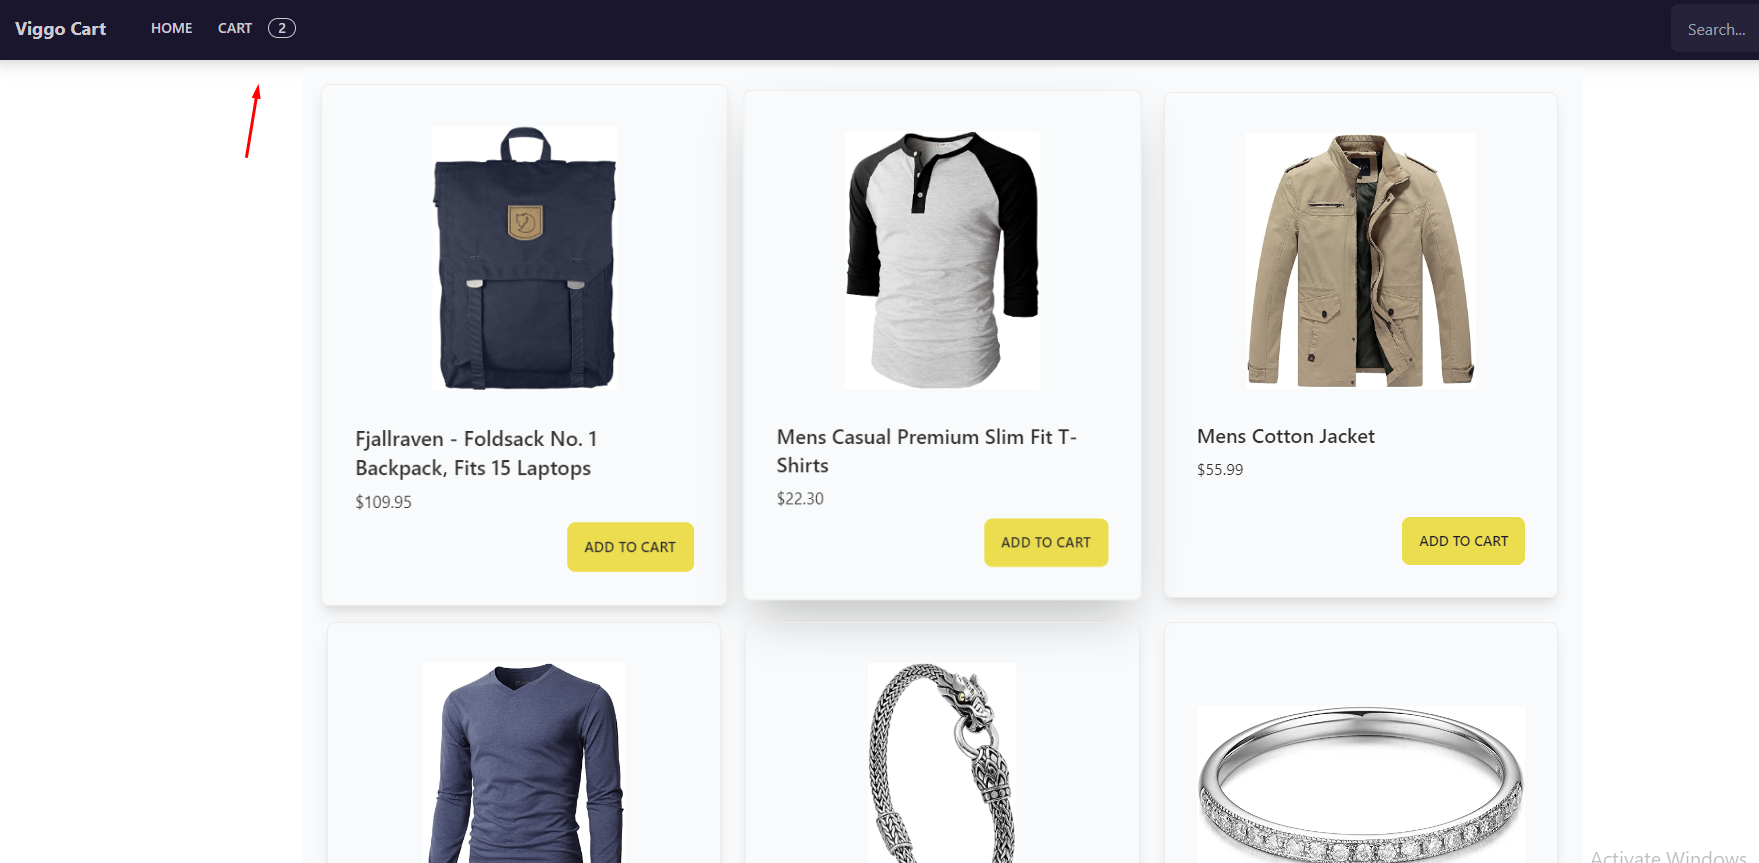 Viggo Cart
HOME
CART
2
Search...
Fjallraven - Foldsack No. 1
Backpack, Fits 15 Laptops
$109.95
ADD TO CART
Mens Casual Premium Slim Fit T-
Shirts
$22.30
ADD TO CART
Mens Cotton Jacket
$55.99
ADD TO CART
Activate Windows